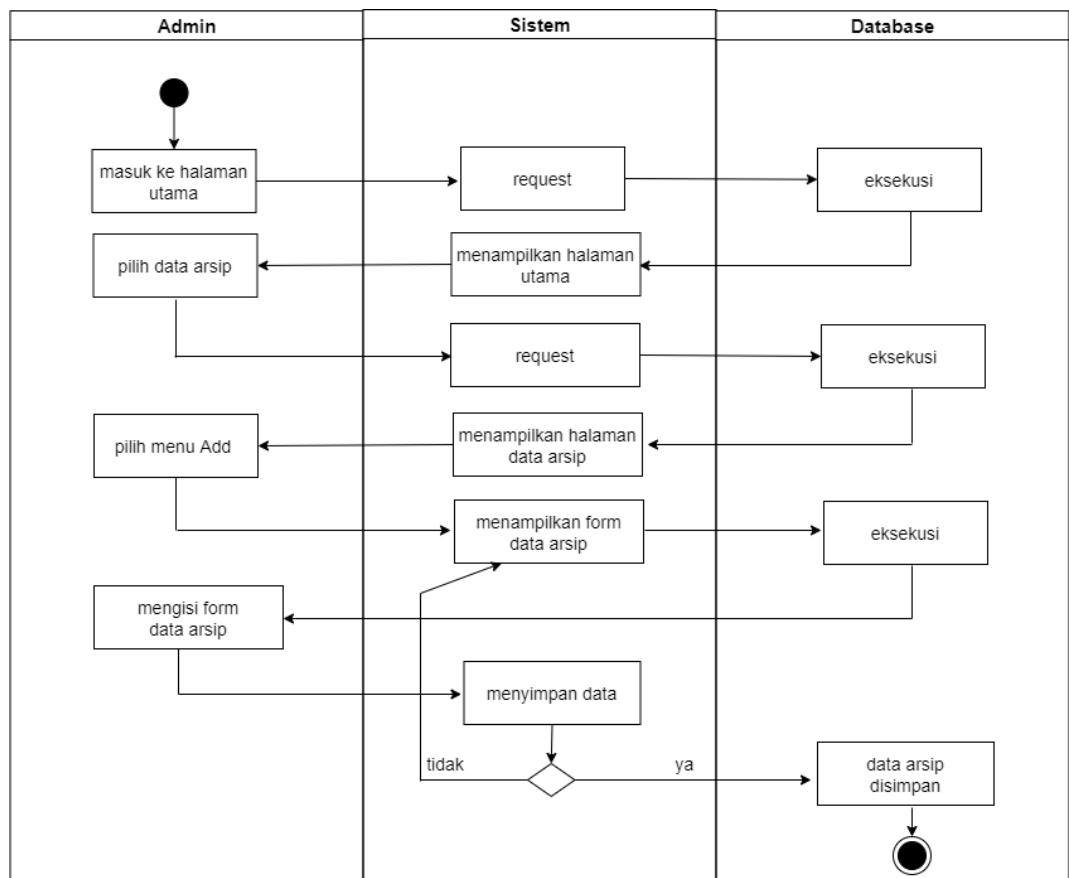 Admin
Sistem
Database
masuk ke halaman
utama
request
eksekusi
pilih data arsip
menampilkan halaman
utama
request
eksekusi
pilih menu Add
menampilkan halaman
data arsip
menampilkan form
data arsip
eksekusi
mengisi form
data arsip
menyimpan data
tidak
ya
data arsip
disimpan